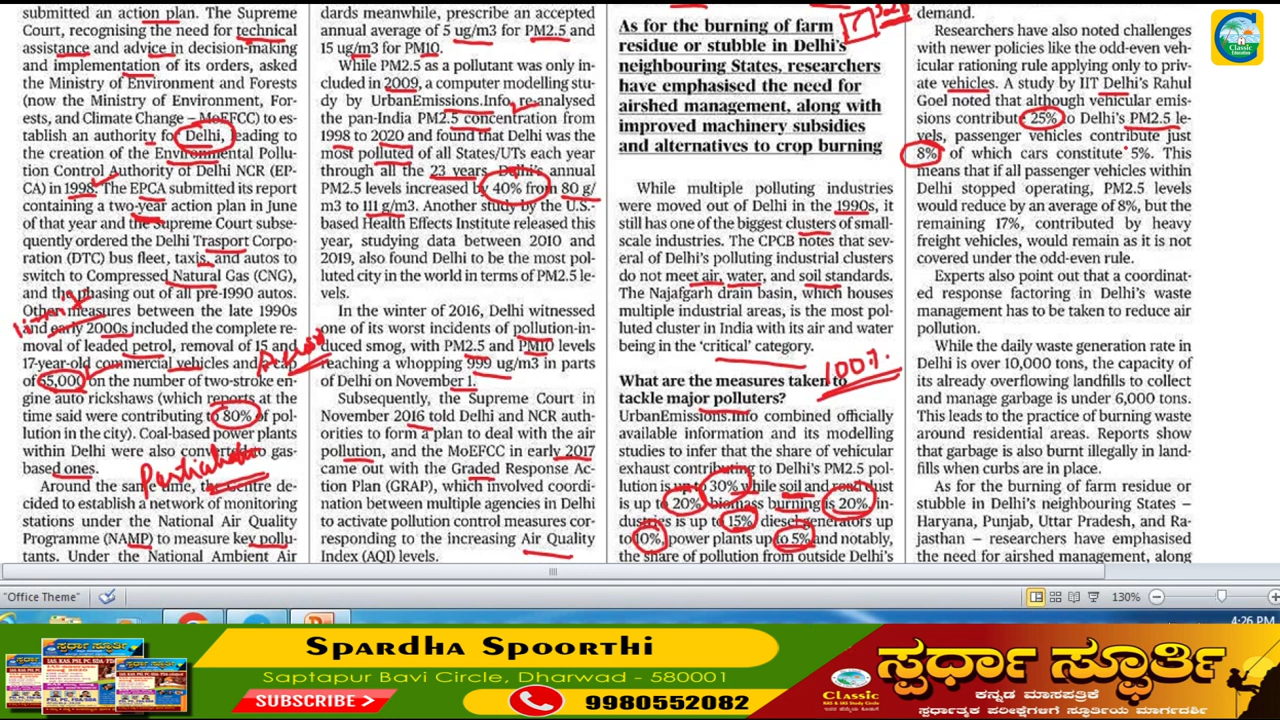 submitted an action plan. The Supreme
Court, recognising the need for technical
assistance and advice in decision-making
and implementation of its orders, asked
the Ministry of Environment and Forests
(now the Ministry of Environment, For-
ests, and Climate Change – MoEFCC) to es-
tablish an authority for Delhi, leading to
the creation of the Environmental Pollu-
tion Control Authority of Delhi NCR (EP-
CA) in 1998. The EPCA submitted its report
containing a two-year action plan in June
of that year and the Supreme Court subse-
quently ordered the Delhi Trasport Corpo-
ration (DTC) bus fleet, taxis, and autos to
switch to Compressed Natural Gas (CNG),
and the phasing out of all pre-1990 autos.
Other measures between the late 1990s
and early 2000s included the complete re-
moval of leaded petrol, removal of 15 and
17-year-old commercial vehicles and a cap
of 55,000 on the number of two-stroke en-
gine auto rickshaws (which reports at the
time said were contributing to 80% of pol-
lution in the city). Coal-based power plants
within Delhi were also converted to gas-
based ones.
Around the same time, the Centre de-
cided to establish a network of monitoring
stations under the National Air Quality
Programme (NAMP) to measure key pollu-
tants. Under the National Ambient Air
dards meanwhile, prescribe an accepted
annual average of 5 ug/m3 for PM2.5 and
15 ug/m3 for PM10.
While PM2.5 as a pollutant was only in-
cluded in 2009, a computer modelling stu-
dy by UrbanEmissions.Info re-analysed
the pan-India PM2.5 concentration from
1998 to 2020 and found that Delhi was the
most polluted of all States/UTs each year
through all the 23 years. Delhi's annual
PM2.5 levels increased by 40% from 80 g/
m3 to 111 g/m3. Another study by the U.S.-
based Health Effects Institute released this
year, studying data between 2010 and
2019, also found Delhi to be the most pol-
luted city in the world in terms of PM2.5 le-
vels.
In the winter of 2016, Delhi witnessed
one of its worst incidents of pollution-in-
duced smog, with PM2.5 and PM10 levels
reaching a whopping 999 ug/m3 in parts
of Delhi on November 1.
Subsequently, the Supreme Court in
November 2016 told Delhi and NCR auth-
orities to form a plan to deal with the air
pollution, and the MoEFCC in early 2017
came out with the Graded Response Ac-
tion Plan (GRAP), which involved coordi-
nation between multiple agencies in Delhi
to activate pollution control measures cor-
responding to the increasing Air Quality
Index (AQI) levels.
As for the burning of farm
residue or stubble in Delhi's
neighbouring States, researchers
have emphasised the need for
airshed management, along with
improved machinery subsidies
and alternatives to crop burning
While multiple polluting industries
were moved out of Delhi in the 1990s, it
still has one of the biggest clusters of small-
scale industries. The CPCB notes that sev-
eral of Delhi's polluting industrial clusters
do not meet air, water, and soil standards.
The Najafgarh drain basin, which houses
multiple industrial areas, is the most pol-
luted cluster in India with its air and water
being in the 'critical' category.
100%
What are the measures taken to
tackle major polluters?
UrbanEmissions.Info combined officially
available information and its modelling
studies to infer that the share of vehicular
exhaust contributing to Delhi's PM2.5 pol-
lution is up to 30% while soil and road dust
is up to 20% biomass burning is 20%, in-
dustries is up to 15% diesel generators up
to 10%, power plants up to 5% and notably,
the share of pollution from outside Delhi's
demand.
Researchers have also noted challenges
with newer policies like the odd-even veh-
icular rationing rule applying only to priv-
ate vehicles. A study by IIT Delhi's Rahul
Goel noted that although vehicular emis-
sions contribute 25% to Delhi's PM2.5 le-
vels, passenger vehicles contribute just
8% of which cars constitute 5%. This
means that if all passenger vehicles within
Delhi stopped operating, PM2.5 levels
would reduce by an average of 8%, but the
remaining 17%, contributed by heavy
freight vehicles, would remain as it is not
covered under the odd-even rule.
Experts also point out that a coordinat-
ed response factoring in Delhi's waste
management has to be taken to reduce air
pollution.
While the daily waste generation rate in
Delhi is over 10,000 tons, the capacity of
its already overflowing landfills to collect
and manage garbage is under 6,000 tons.
This leads to the practice of burning waste
around residential areas. Reports show
that garbage is also burnt illegally in land-
fills when curbs are in place.
As for the burning of farm residue or
stubble in Delhi's neighbouring States –
Haryana, Punjab, Uttar Pradesh, and Ra-
jasthan – researchers have emphasised
the need for airshed management, along
Classic
Education
"Office Theme"
130%
4:26 PM
Spardha Spoorthi
Saptapur Bavi Circle, Dharwad - 580001
SUBSCRIBE
9980552082
ಸ್ಪರ್ಧಾ ಸ್ಫೂರ್ತಿ
ಕನ್ನಡ ಮಾಸಪತ್ರಿಕೆ
ಸ್ಪರ್ಧಾತ್ಮಕ ಪರೀಕ್ಷೆಗಳಿಗೆ ಸ್ಫೂರ್ತಿಯ ಮಾರ್ಗದರ್ಶಿ
Classic
IAS & KAS Study Circle